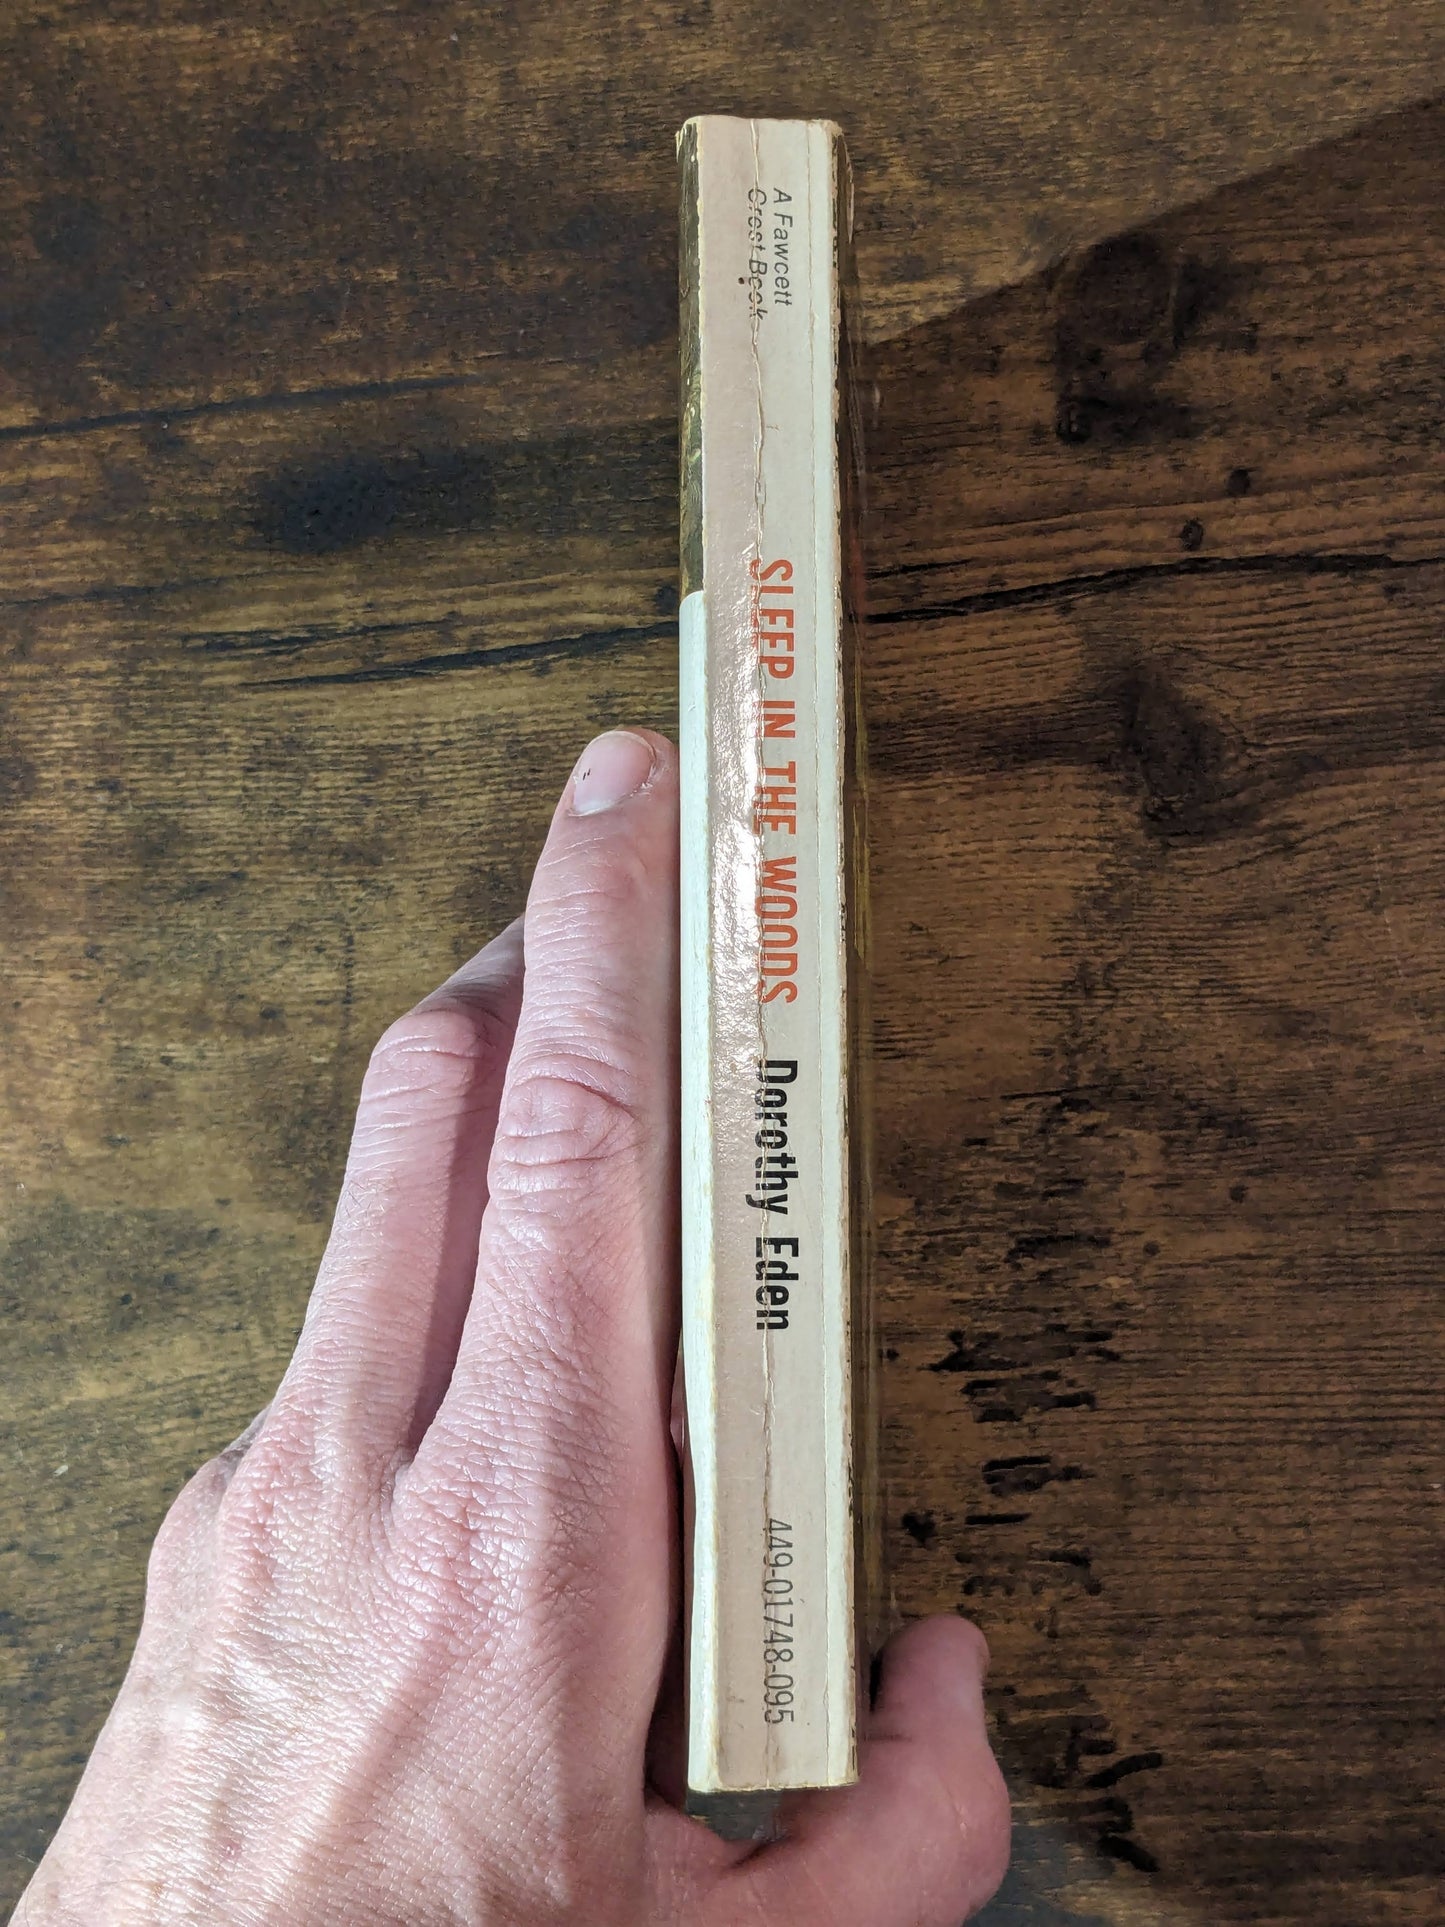 A Fawcett
Crest Book
SLEEP IN THE WOODS Dorothy Eden
449-01748-095